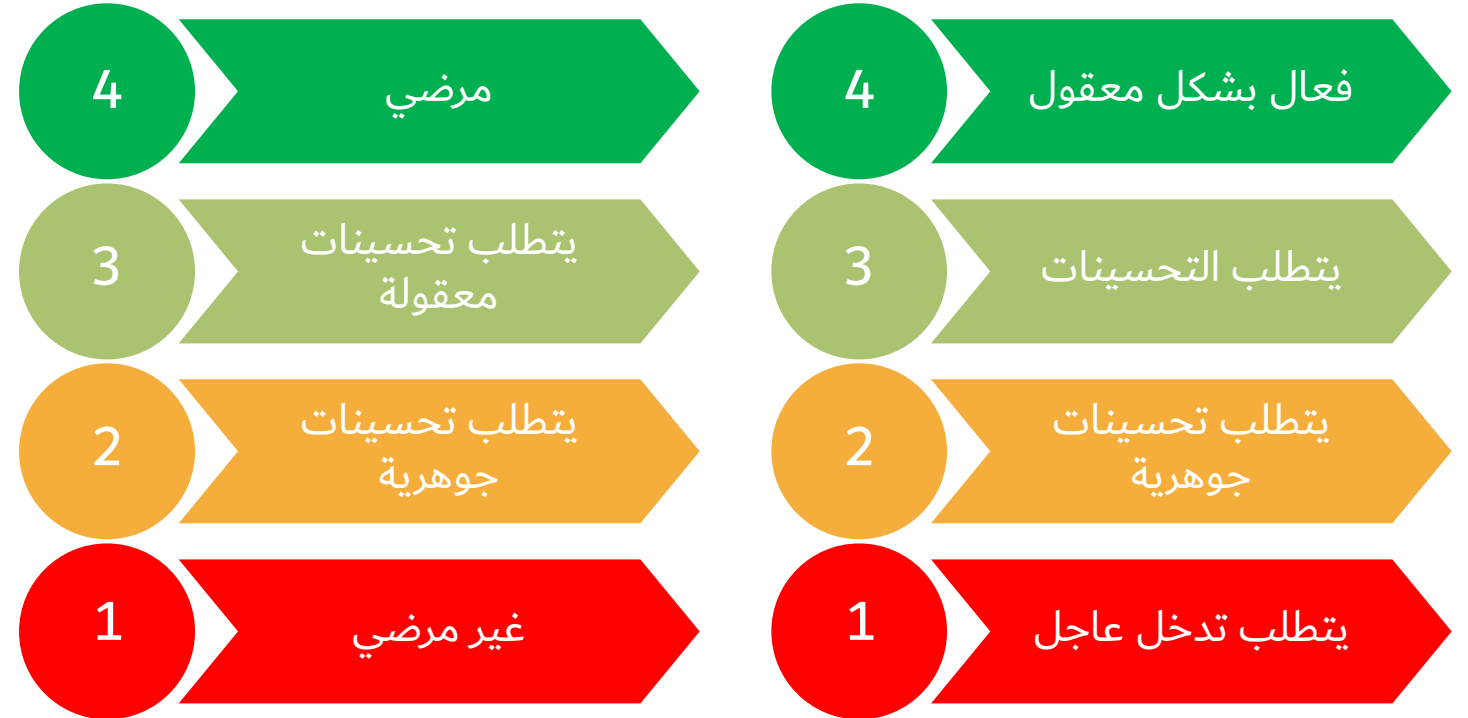 4
مرضي
3
يتطلب تحسينات
معقولة
2
يتطلب تحسينات
جوهرية
1
غير مرضي
4
فعال بشكل معقول
3
يتطلب التحسينات
2
يتطلب تحسينات
جوهرية
1
يتطلب تدخل عاجل